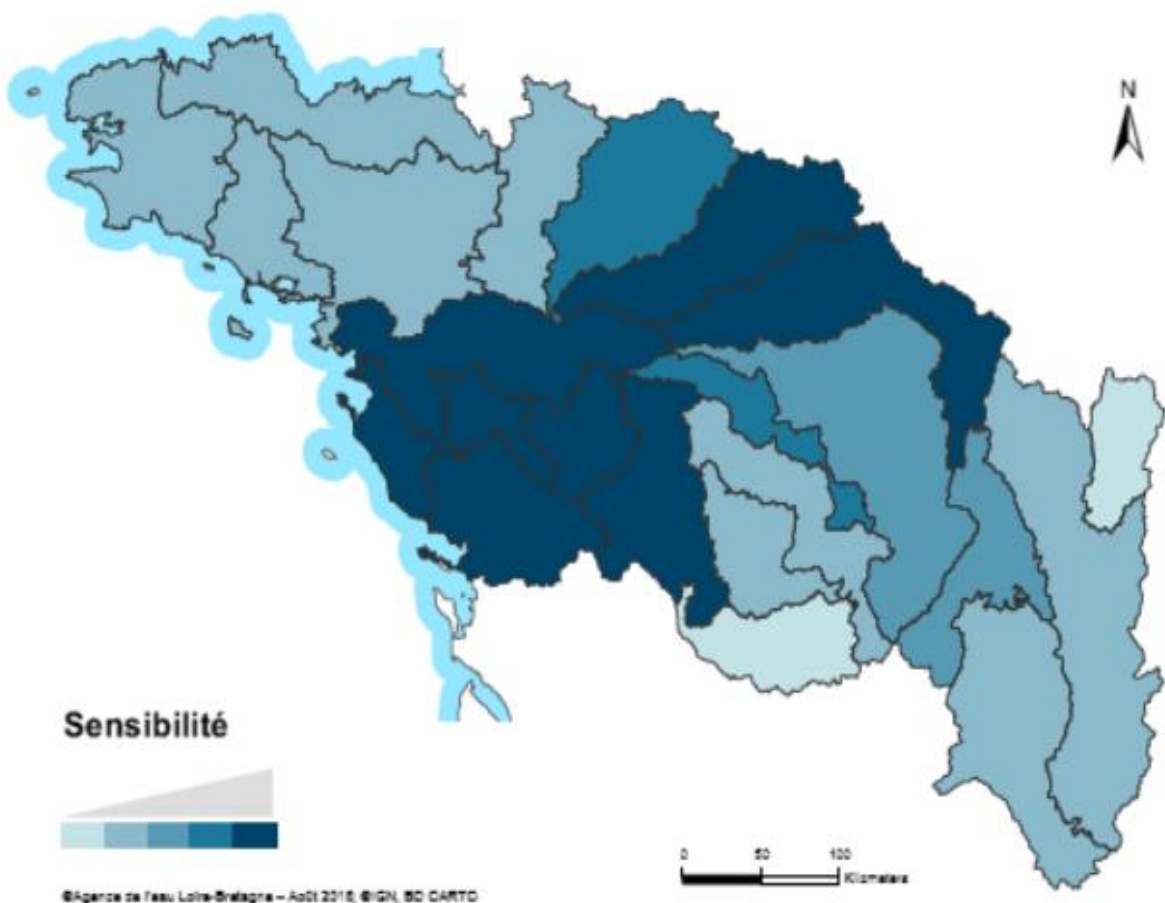 N
Sensibilité
0 50 100
Kilometers
©Agence de l'eau Loire-Bretagne – Août 2018, ©IGN, BD CARTO